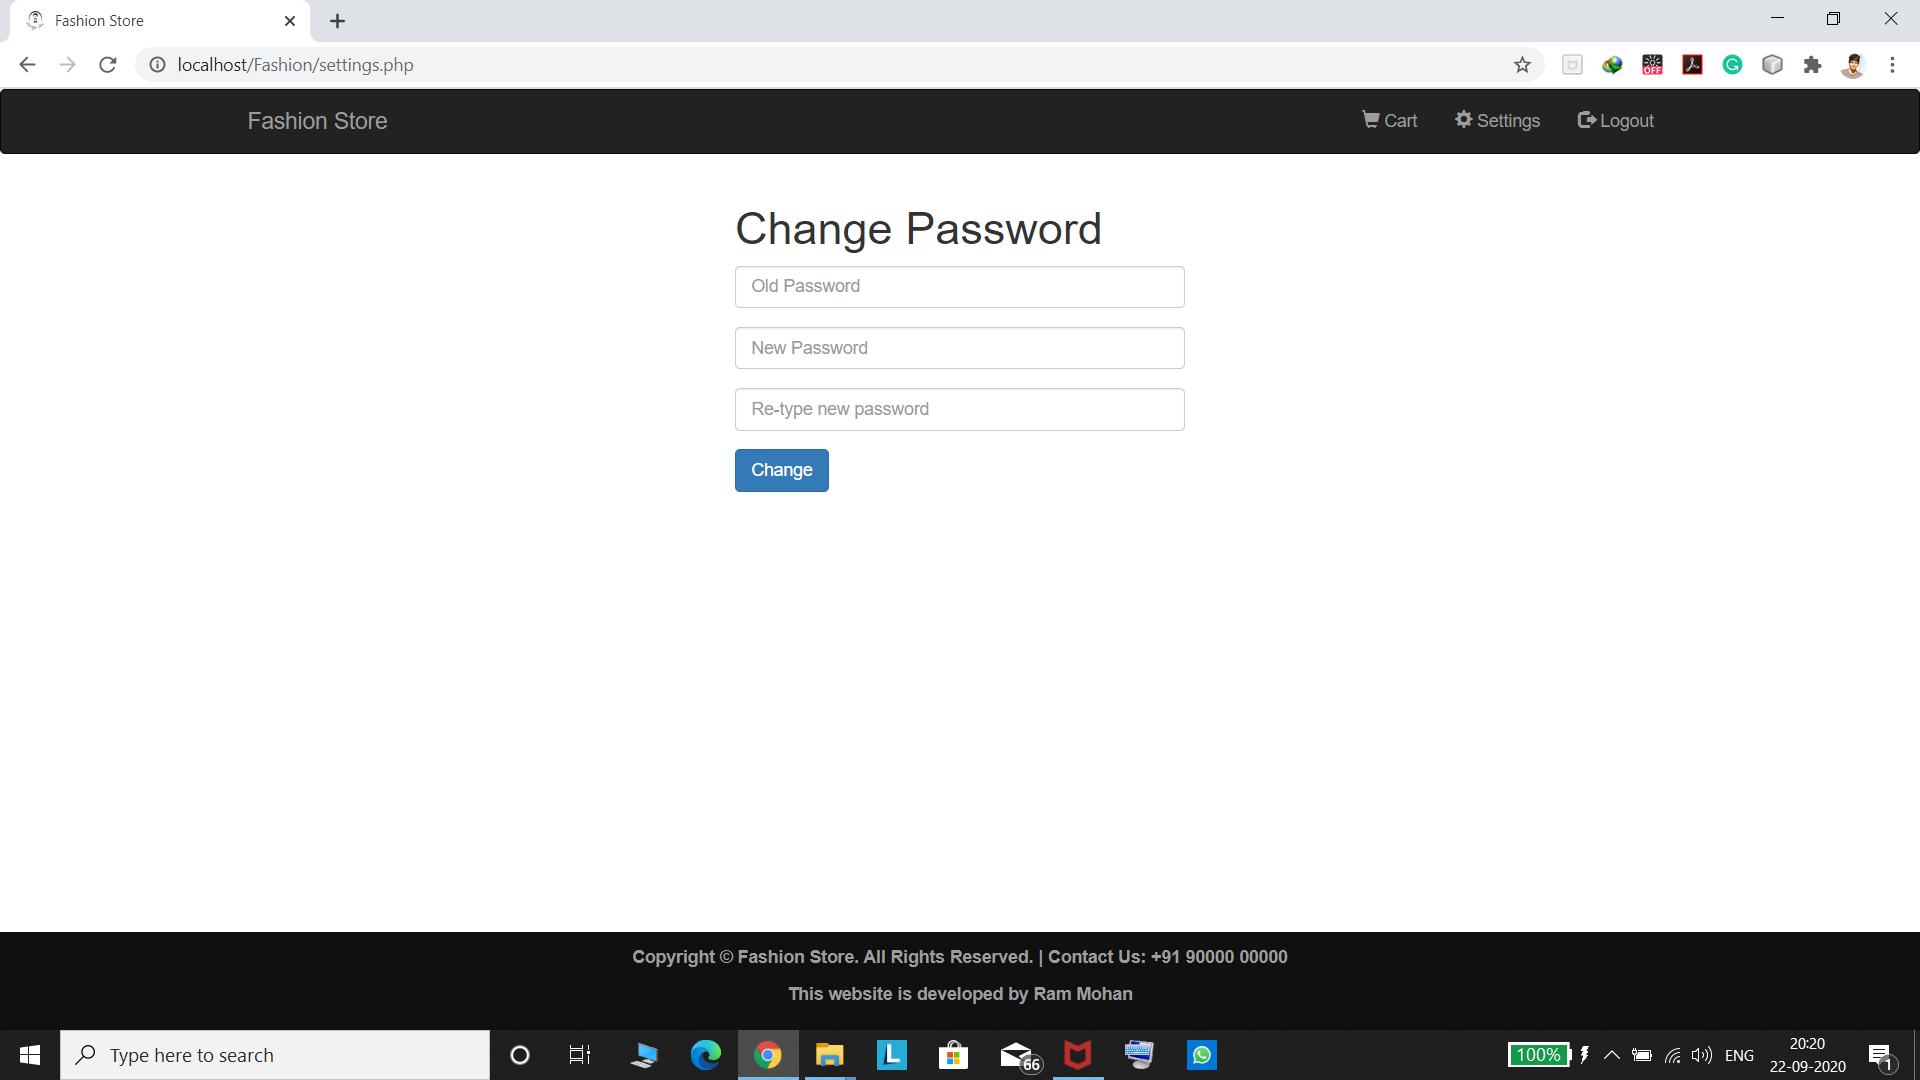 Fashion Store
localhost/Fashion/settings.php
OFF
Fashion Store
Cart
Settings
Logout
Change Password
Old Password
New Password
Re-type new password
Change
Copyright © Fashion Store. All Rights Reserved. | Contact Us: +91 90000 00000
This website is developed by Ram Mohan
Type here to search
L
66
100%
ENG
20:20
22-09-2020
1